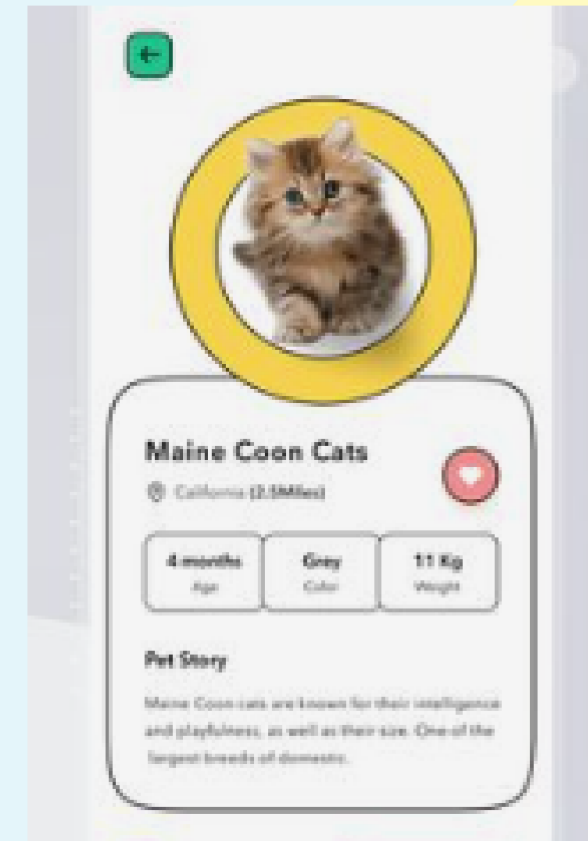 Maine Coon Cats
California (2.5Miles)
4 months Grey 11 Kg
Age Color Weight
Pet Story
Maine Coon cats are known for their intelligence
and playfulness, as well as their size. One of the
largest breeds of domestic.